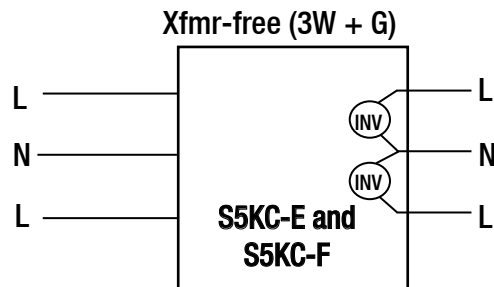 Xfmr-free (3W + G)
L
L
INV
N
N
INV
L
L
S5KC-E and
S5KC-F